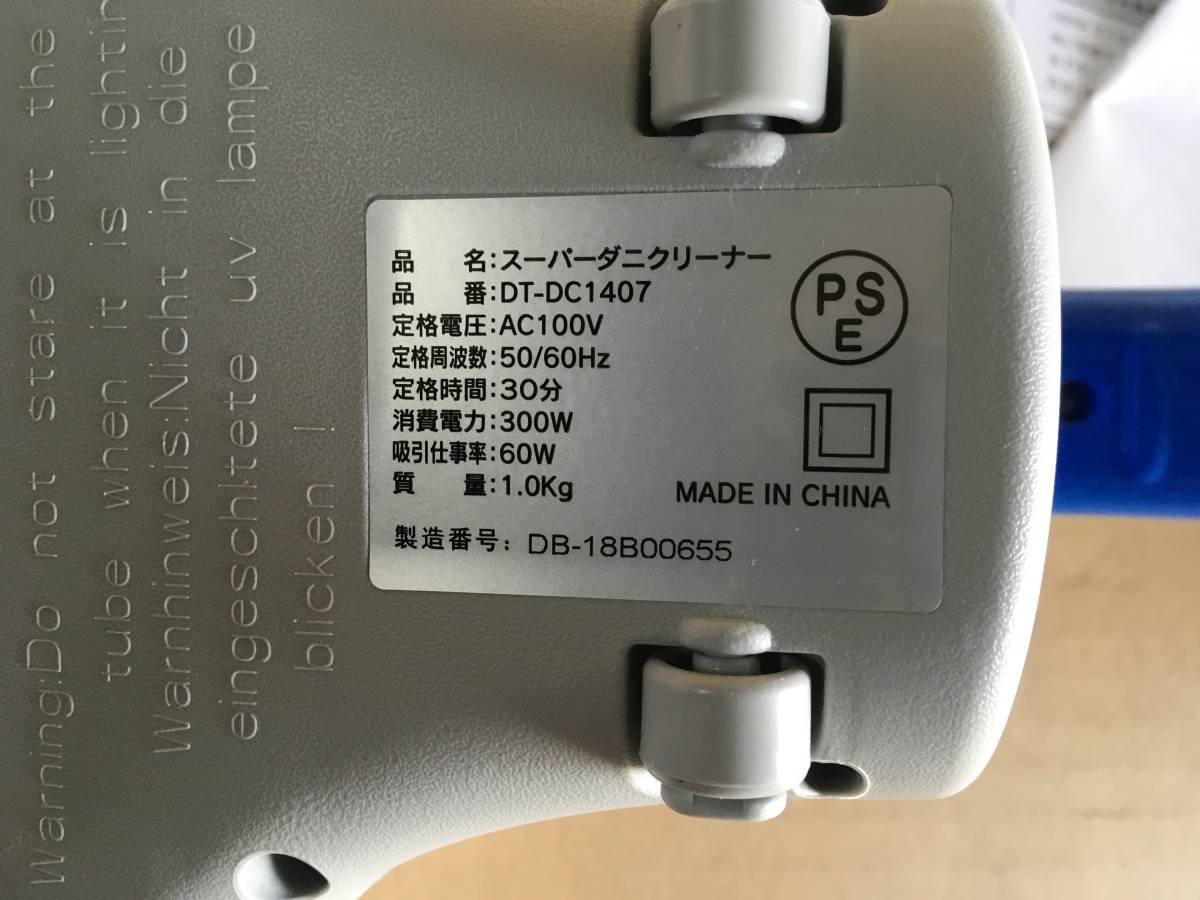 Warning:Do not stare at the
tube when it is lightin
Warnhinweis:Nicht in die
eingeschltete uv lampe
blicken !
品　　名:スーパーダニクリーナー
品　　番:DT-DC1407
定格電圧:AC100V
定格周波数:50/60Hz
定格時間:30分
消費電力:300W
吸引仕事率:60W
質　　量:1.0Kg
製造番号: DB-18B00655
PSE
MADE IN CHINA